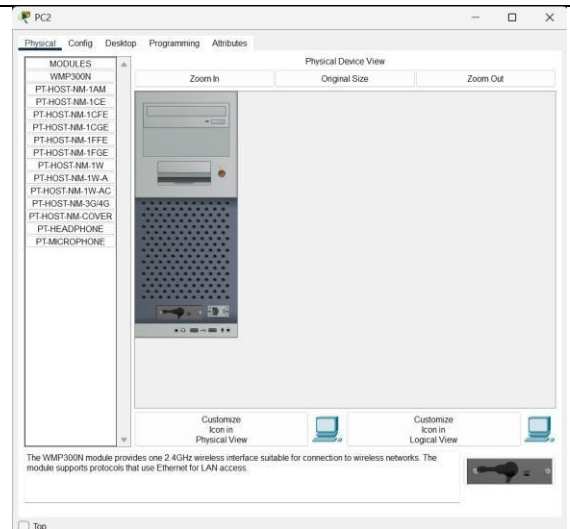 PC2
Physical Config Desktop Programming Attributes
MODULES
WMP300N
PT-HOST-NM-1AM
PT-HOST-NM-1CE
PT-HOST-NM-1CFE
PT-HOST-NM-1CGE
PT-HOST-NM-1FFE
PT-HOST-NM-1FGE
PT-HOST-NM-1W
PT-HOST-NM-1W-A
PT-HOST-NM-1W-AC
PT-HOST-NM-3G/4G
PT-HOST-NM-COVER
PT-HEADPHONE
PT-MICROPHONE
Physical Device View
Zoom In Original Size Zoom Out
Customize
Icon in
Physical View
Customize
Icon in
Logical View
The WMP300N module provides one 2.4GHz wireless interface suitable for connection to wireless networks. The
module supports protocols that use Ethernet for LAN access.
Top